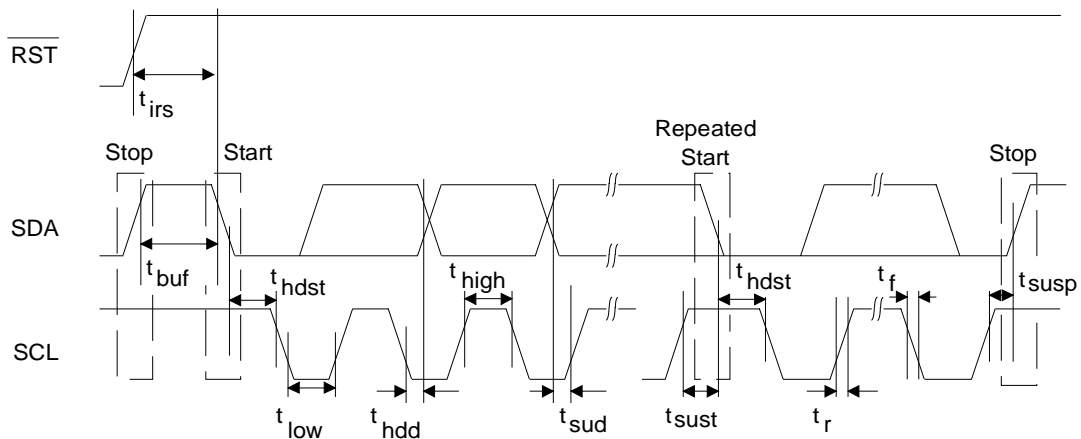 RST
t irs
Repeated
Stop Start Start Stop
SDA
t buf t hdst t high t hdst t f t susp
SCL
t low t hdd t sud t sust t r